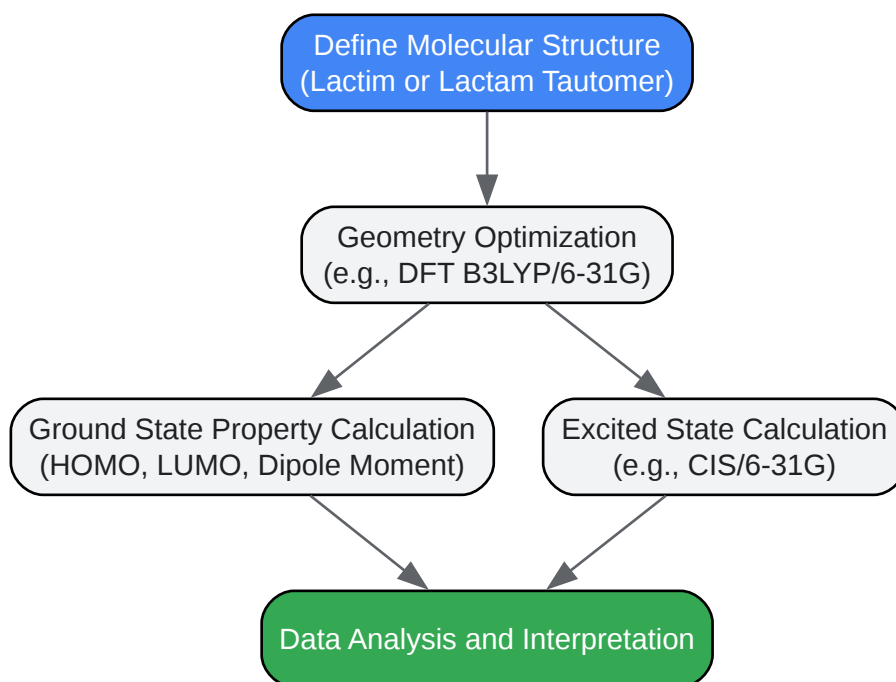 Define Molecular Structure
(Lactim or Lactam Tautomer)
Geometry Optimization
(e.g., DFT B3LYP/6-31G)
Ground State Property Calculation
(HOMO, LUMO, Dipole Moment)
Excited State Calculation
(e.g., CIS/6-31G)
Data Analysis and Interpretation